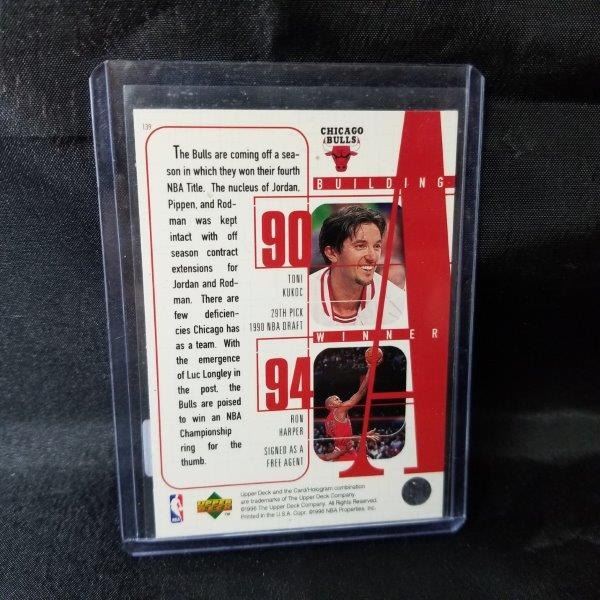 139
CHICAGO
BULLS
The Bulls are coming off a sea-
son in which they won their fourth
NBA Title. The nucleus of Jordan,
Pippen, and Rod-
man was kept
intact with off
season contract
extensions for
Jordan and Rod-
man. There are
few deficien-
cies Chicago has
as a team. With
the emergence
of Luc Longley in
the post, the
Bulls are poised
to win an NBA
Championship
ring for the
thumb.
BUILDING
90
TONI
KUKOC
29TH PICK
1990 NBA DRAFT
WINNER
94
RON
HARPER
SIGNED AS A
FREE AGENT
A
NBA
UPPER
DECK
TM
Upper Deck and the Card/Hologram combination
are trademarks of The Upper Deck Company.
©1996 The Upper Deck Company. All Rights Reserved.
Printed in the U.S.A. Copr. ©1996 NBA Properties, Inc.